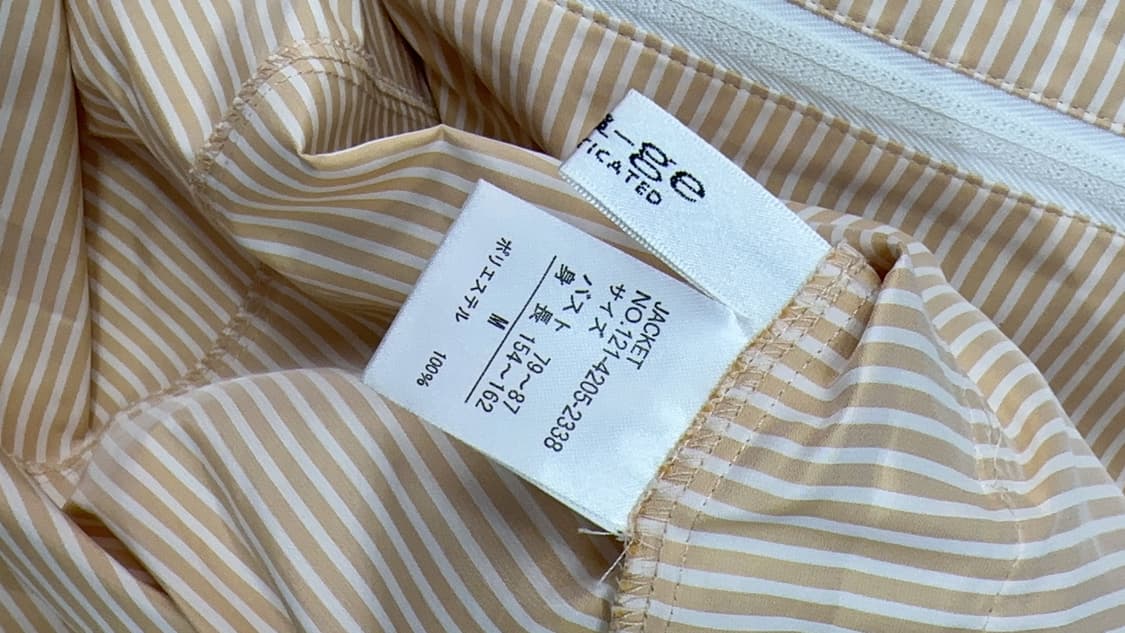 ge
ICATED
JACKET
NO.121-4205-2338
サイズ
バスト 79~87
身 長 154~162
M
ポリエステル 100%